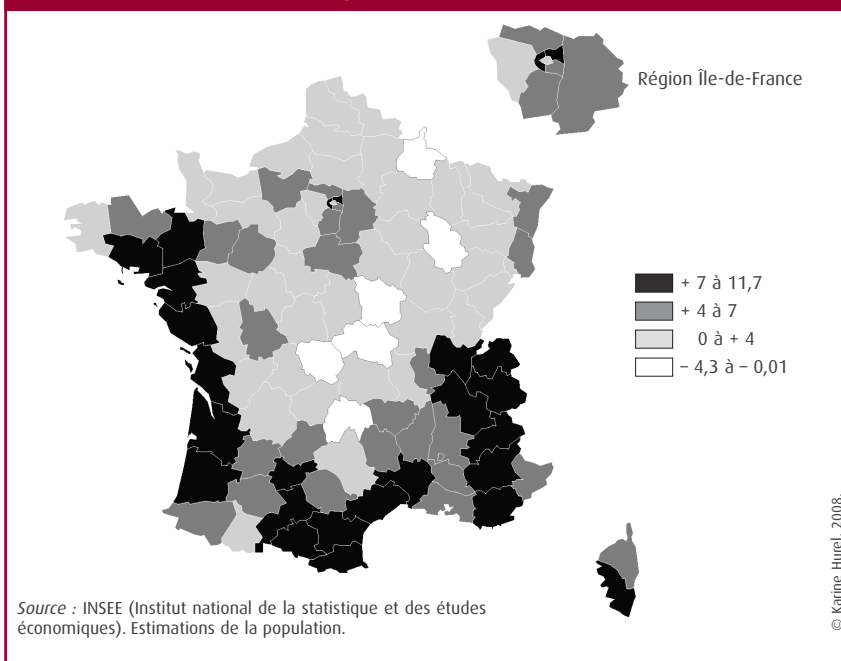 Région Île-de-France
+ 7 à 11,7
+ 4 à 7
0 à + 4
– 4,3 à – 0,01
Source : INSEE (Institut national de la statistique et des études
économiques). Estimations de la population.
© Karine Hurel, 2008.